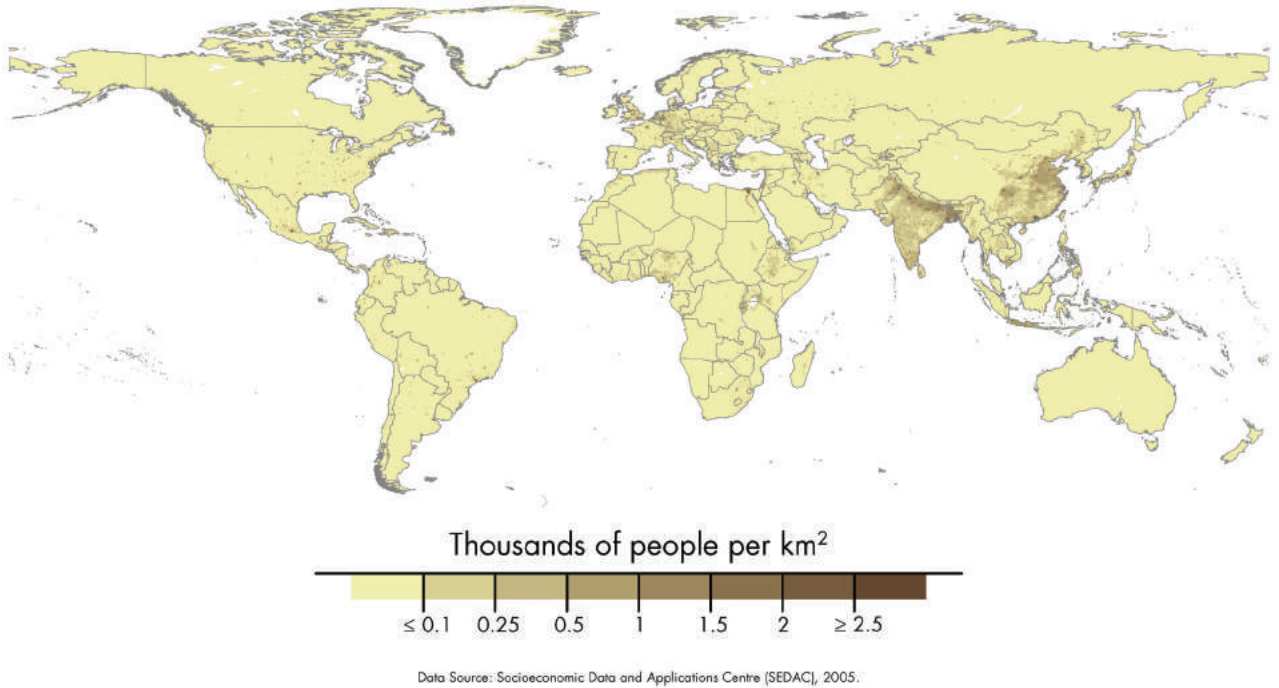 Thousands of people per km²
≤ 0.1 0.25 0.5 1 1.5 2 ≥ 2.5
Data Source: Socioeconomic Data and Applications Centre (SEDAC), 2005.